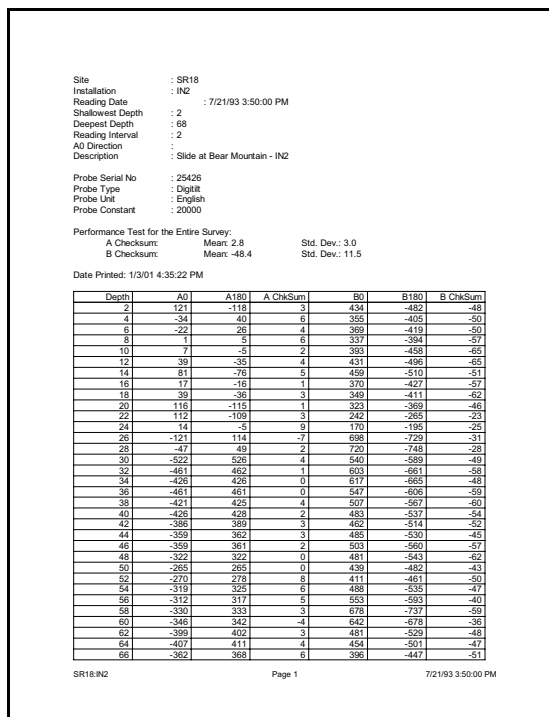 Site : SR18
Installation : IN2
Reading Date : 7/21/93 3:50:00 PM
Shallowest Depth : 2
Deepest Depth : 68
Reading Interval : 2
A0 Direction :
Description : Slide at Bear Mountain - IN2
Probe Serial No : 25426
Probe Type : Digitilt
Probe Unit : English
Probe Constant : 20000
Performance Test for the Entire Survey:
A Checksum: Mean: 2.8 Std. Dev.: 3.0
B Checksum: Mean: -48.4 Std. Dev.: 11.5
Date Printed: 1/3/01 4:35:22 PM
Depth A0 A180 A ChkSum B0 B180 B ChkSum
2 121 -118 3 434 -482 -48
4 -34 40 6 355 -405 -50
6 -22 26 4 369 -419 -50
8 1 5 6 337 -394 -57
10 7 -5 2 393 -458 -65
12 39 -35 4 431 -496 -65
14 81 -76 5 459 -510 -51
16 17 -16 1 370 -427 -57
18 39 -36 3 349 -411 -62
20 116 -115 1 323 -369 -46
22 112 -109 3 242 -265 -23
24 14 -5 9 170 -195 -25
26 -121 114 -7 698 -729 -31
28 -47 49 2 720 -748 -28
30 -522 526 4 540 -589 -49
32 -461 462 1 603 -661 -58
34 -426 426 0 617 -665 -48
36 -461 461 0 547 -606 -59
38 -421 425 4 507 -567 -60
40 -426 428 2 483 -537 -54
42 -386 389 3 462 -514 -52
44 -359 362 3 485 -530 -45
46 -359 361 2 503 -560 -57
48 -322 322 0 481 -543 -62
50 -265 265 0 439 -482 -43
52 -270 278 8 411 -461 -50
54 -319 325 6 488 -535 -47
56 -312 317 5 553 -593 -40
58 -330 333 3 678 -737 -59
60 -346 342 -4 642 -678 -36
62 -399 402 3 481 -529 -48
64 -407 411 4 454 -501 -47
66 -362 368 6 396 -447 -51
SR18:IN2 Page 1 7/21/93 3:50:00 PM